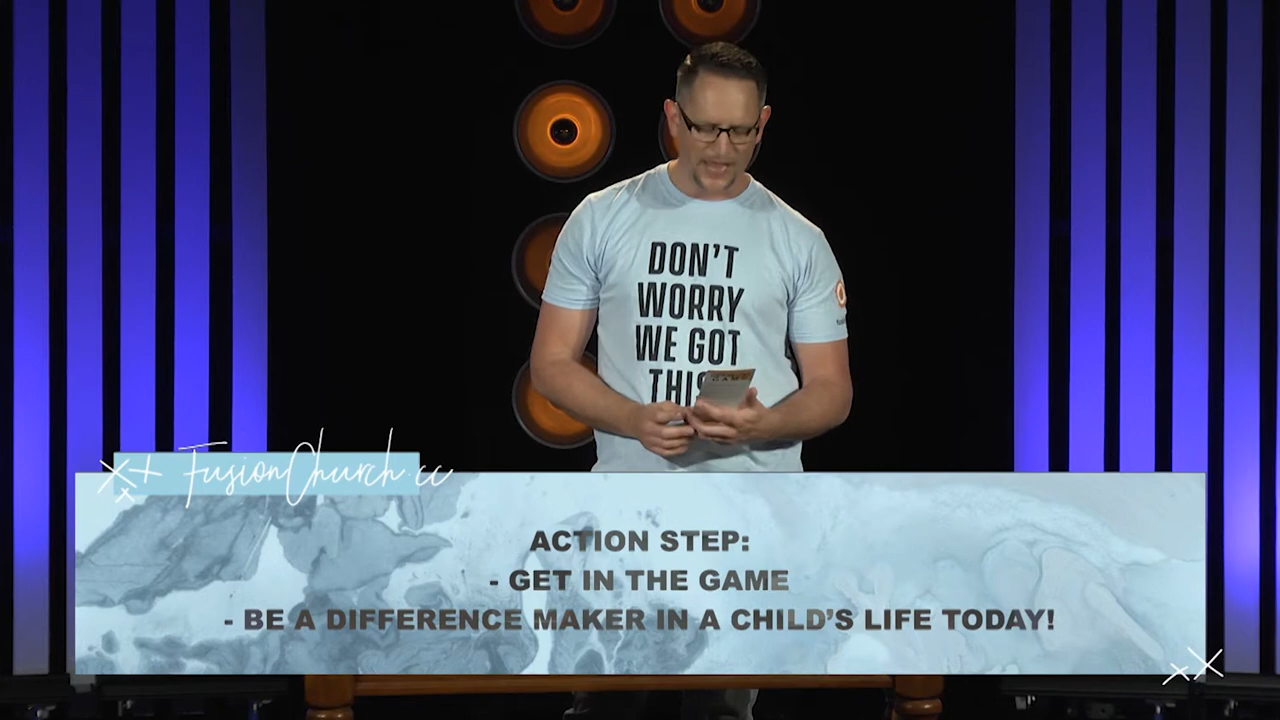 DON'T
WORRY
WE GOT
FusionChurch.cc
ACTION STEP:
- GET IN THE GAME
- BE A DIFFERENCE MAKER IN A CHILD'S LIFE TODAY!